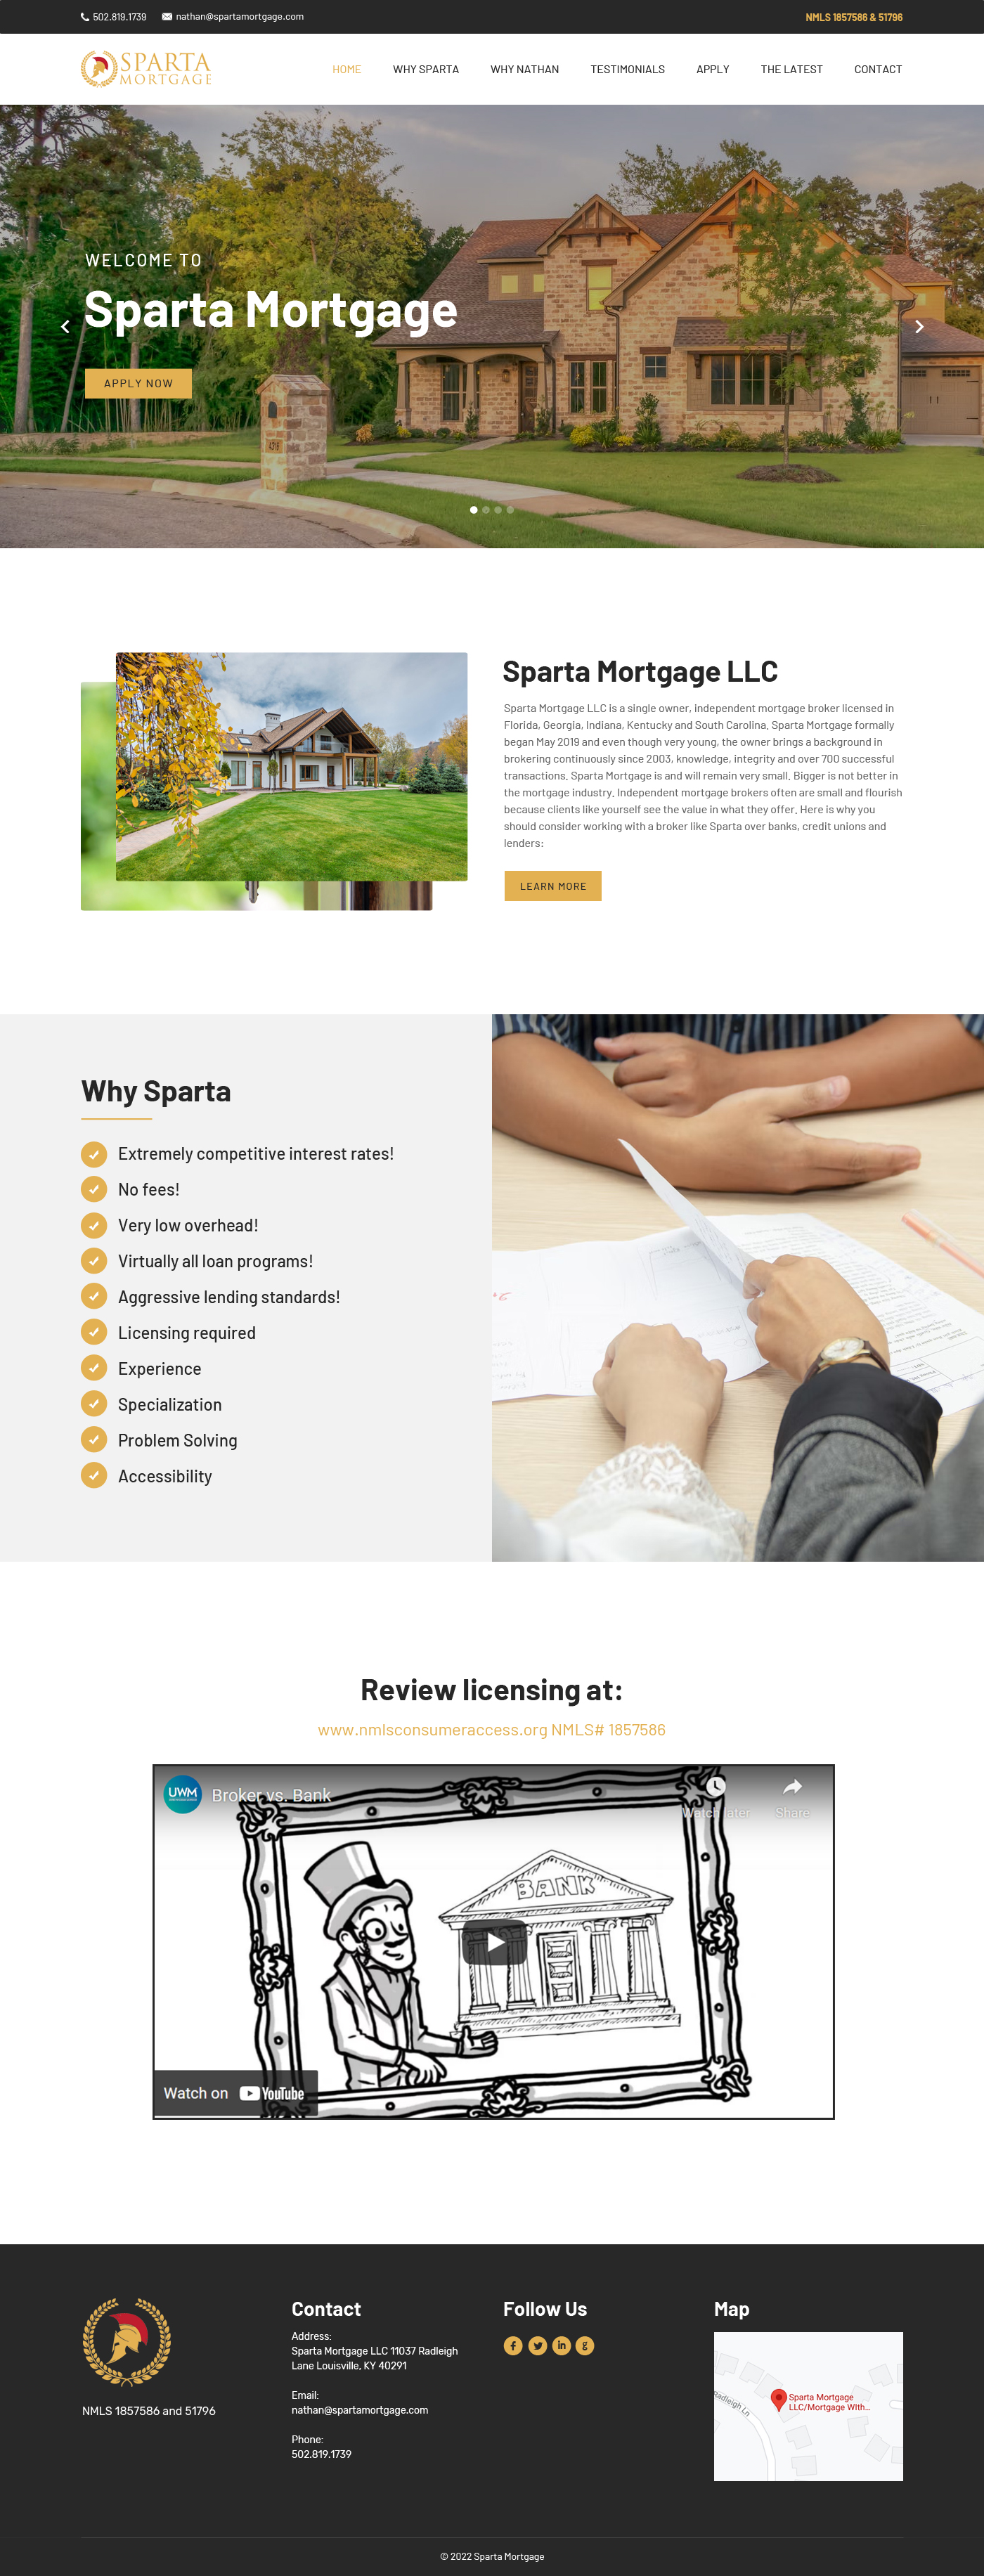 502.819.1739 nathan@spartamortgage.com NMLS 1857586 & 51796
SPARTA
MORTGAGE
HOME WHY SPARTA WHY NATHAN TESTIMONIALS APPLY THE LATEST CONTACT
WELCOME TO
Sparta Mortgage
APPLY NOW
Sparta Mortgage LLC
Sparta Mortgage LLC is a single owner, independent mortgage broker licensed in
Florida, Georgia, Indiana, Kentucky and South Carolina. Sparta Mortgage formally
began May 2019 and even though very young, the owner brings a background in
brokering continuously since 2003, knowledge, integrity and over 700 successful
transactions. Sparta Mortgage is and will remain very small. Bigger is not better in
the mortgage industry. Independent mortgage brokers often are small and flourish
because clients like yourself see the value in what they offer. Here is why you
should consider working with a broker like Sparta over banks, credit unions and
lenders:
LEARN MORE
Why Sparta
Extremely competitive interest rates!
No fees!
Very low overhead!
Virtually all loan programs!
Aggressive lending standards!
Licensing required
Experience
Specialization
Problem Solving
Accessibility
Review licensing at:
www.nmlsconsumeraccess.org NMLS# 1857586
UWM Broker vs. Bank
Watch later Share
BANK
Watch on YouTube
NMLS 1857586 and 51796
Contact
Address:
Sparta Mortgage LLC 11037 Radleigh
Lane Louisville, KY 40291
Email:
nathan@spartamortgage.com
Phone:
502.819.1739
Follow Us
f in g
Map
Radleigh Ln
Sparta Mortgage
LLC/Mortgage With...
© 2022 Sparta Mortgage